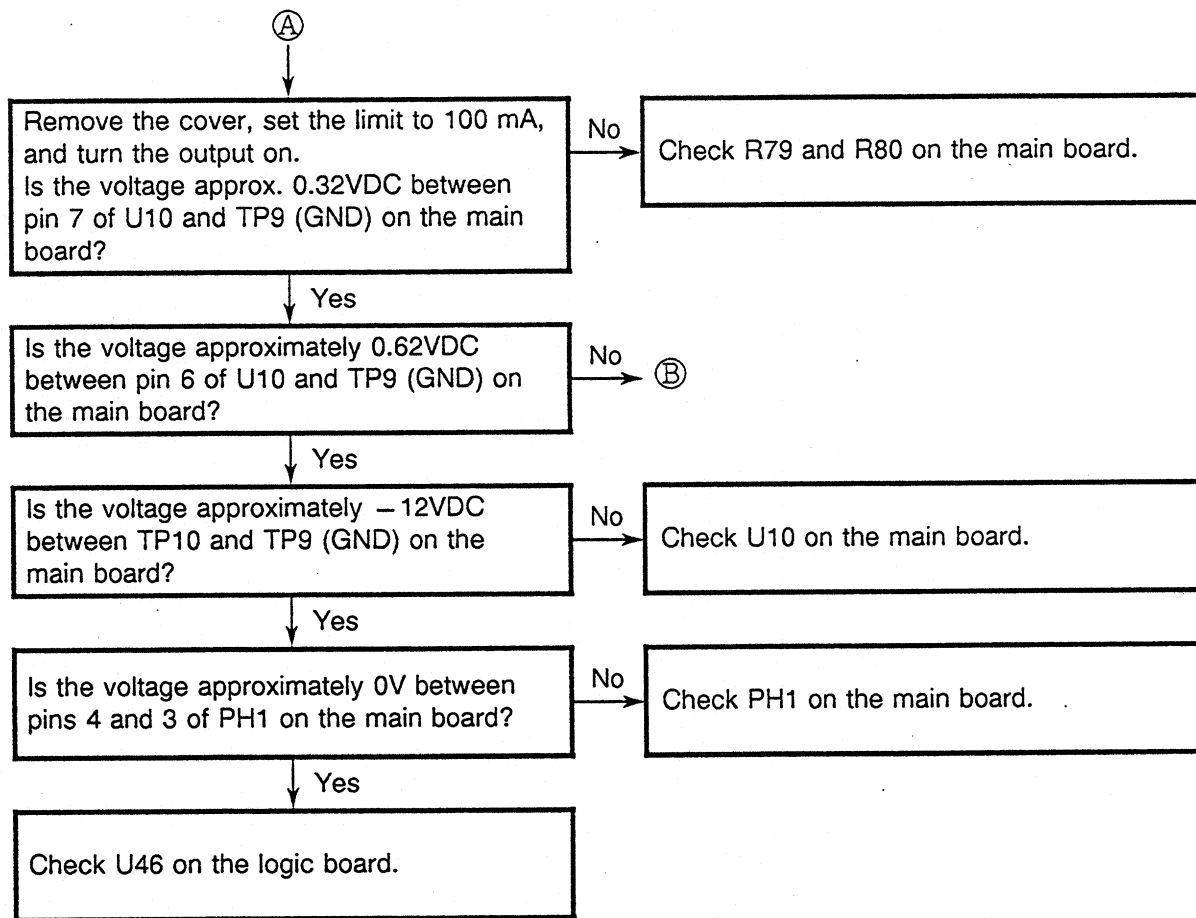 Ⓐ
Remove the cover, set the limit to 100 mA,
and turn the output on.
Is the voltage approx. 0.32VDC between
pin 7 of U10 and TP9 (GND) on the main
board?
No
Check R79 and R80 on the main board.
Yes
Is the voltage approximately 0.62VDC
between pin 6 of U10 and TP9 (GND) on
the main board?
No
Ⓑ
Yes
Is the voltage approximately −12VDC
between TP10 and TP9 (GND) on the
main board?
No
Check U10 on the main board.
Yes
Is the voltage approximately 0V between
pins 4 and 3 of PH1 on the main board?
No
Check PH1 on the main board.
Yes
Check U46 on the logic board.